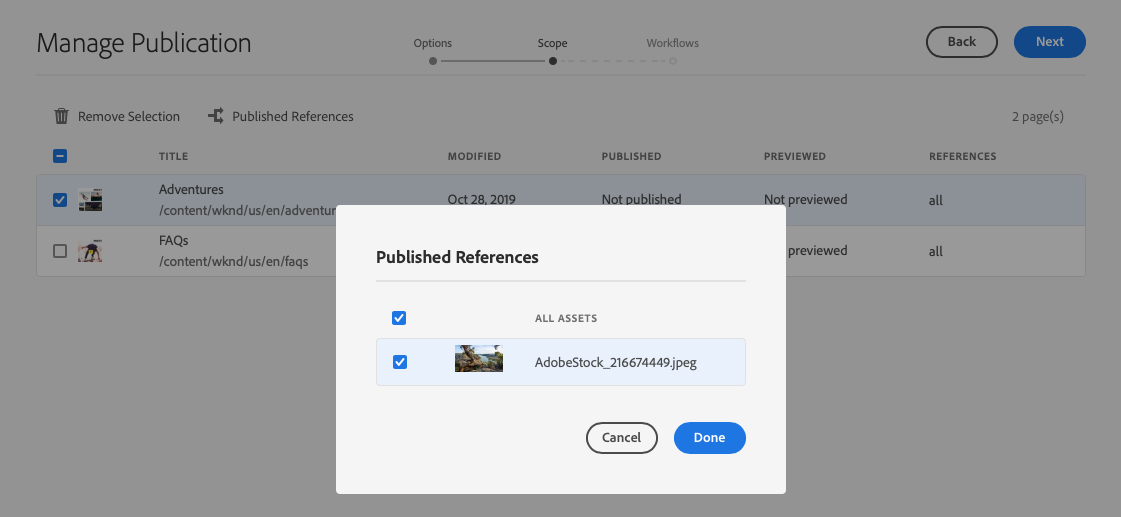 Manage Publication
Options
Scope
Workflows
Back
Next
Remove Selection
Published References
2 page(s)
TITLE
MODIFIED
PUBLISHED
PREVIEWED
REFERENCES
Adventures
/content/wknd/us/en/adventur
Oct 28, 2019
Not published
Not previewed
all
FAQs
/content/wknd/us/en/faqs
previewed
all
Published References
ALL ASSETS
AdobeStock_216674449.jpeg
Cancel
Done